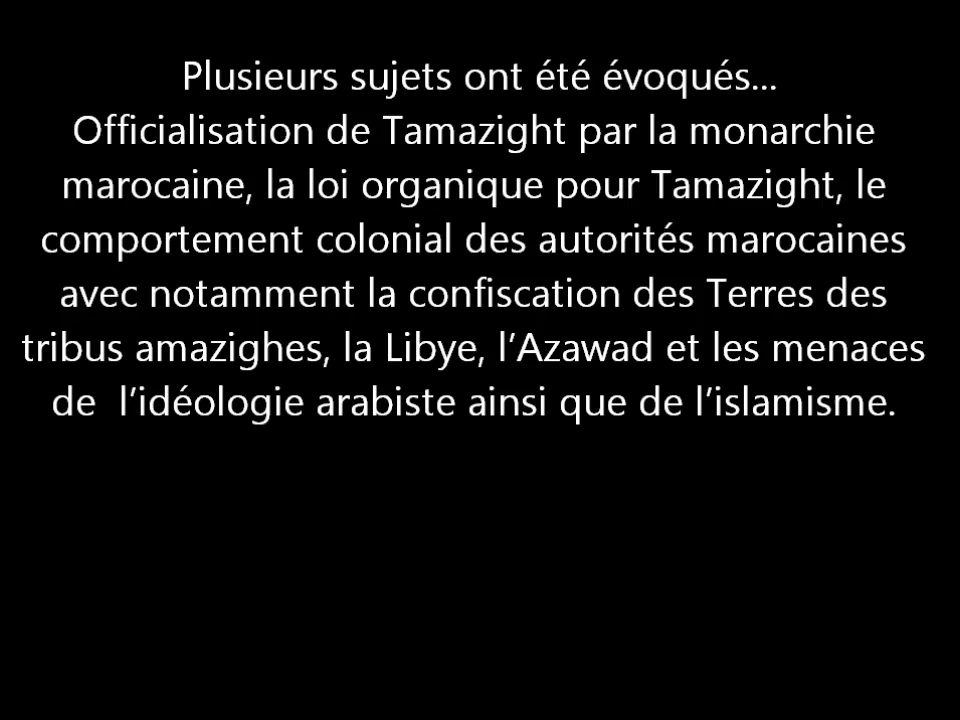 Plusieurs sujets ont été évoqués...
Officialisation de Tamazight par la monarchie
marocaine, la loi organique pour Tamazight, le
comportement colonial des autorités marocaines
avec notamment la confiscation des Terres des
tribus amazighes, la Libye, l’Azawad et les menaces
de  l’idéologie arabiste ainsi que de l’islamisme.